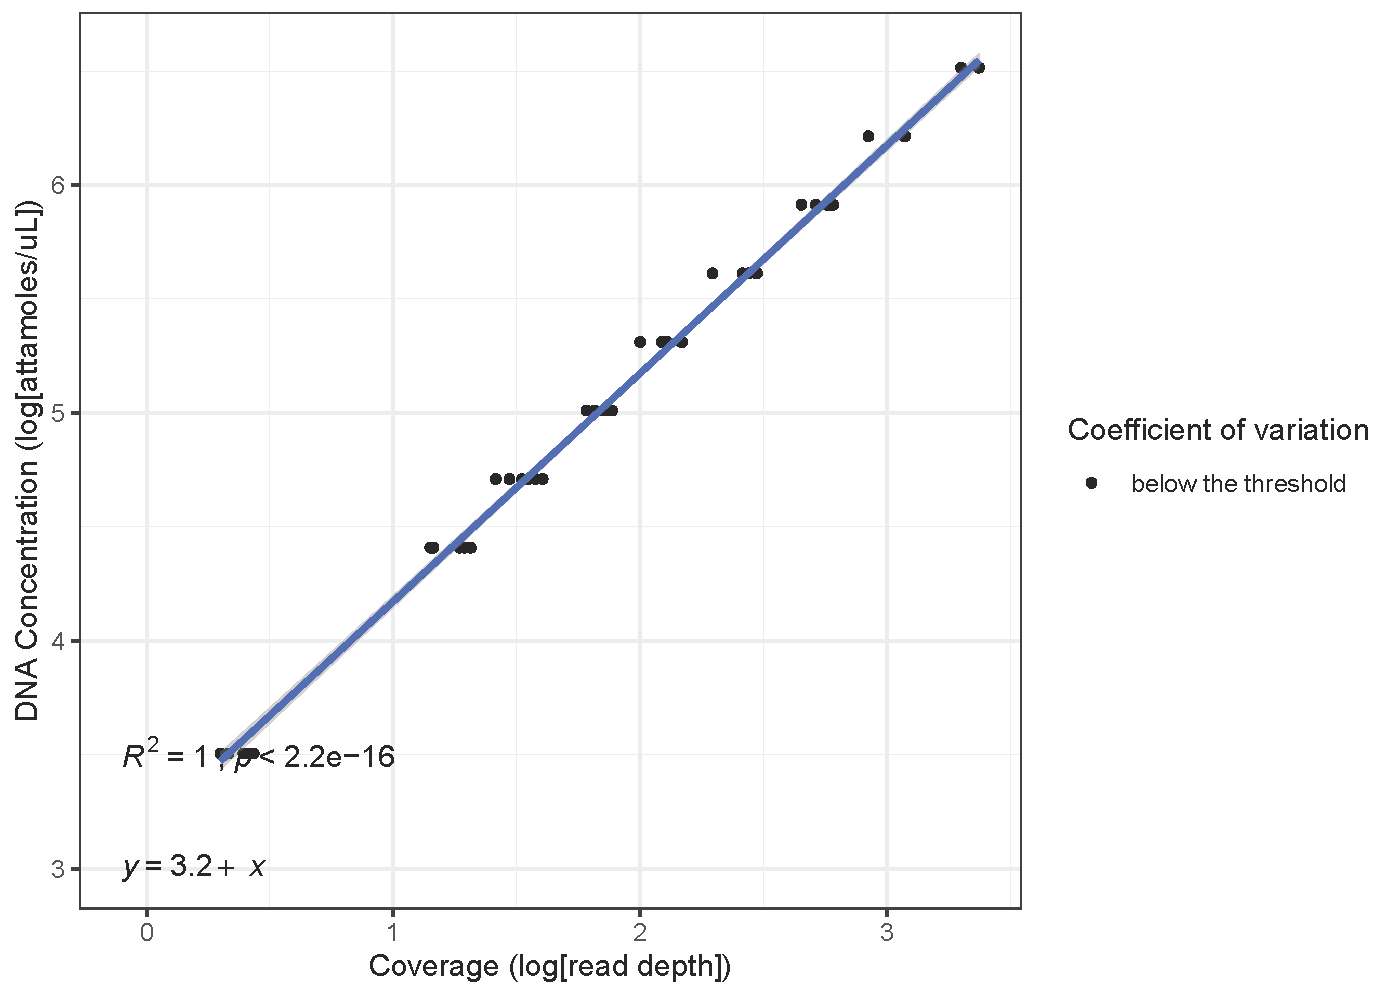 6
5
4
3
0
1
2
3
DNA Concentration (log[attamoles/uL])
Coverage (log[read depth])
R² = 1 , p < 2.2e−16
y = 3.2 + x
Coefficient of variation
below the threshold